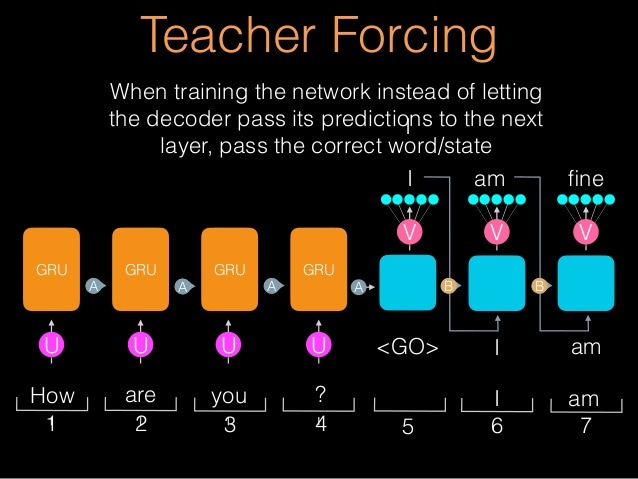 Teacher Forcing
When training the network instead of letting
the decoder pass its predictions to the next
layer, pass the correct word/state
I
I am fine
V V V
GRU GRU GRU GRU
A A A A B B
U U U U <GO> I am
How are you ? I am
1 2 3 4 5 6 7